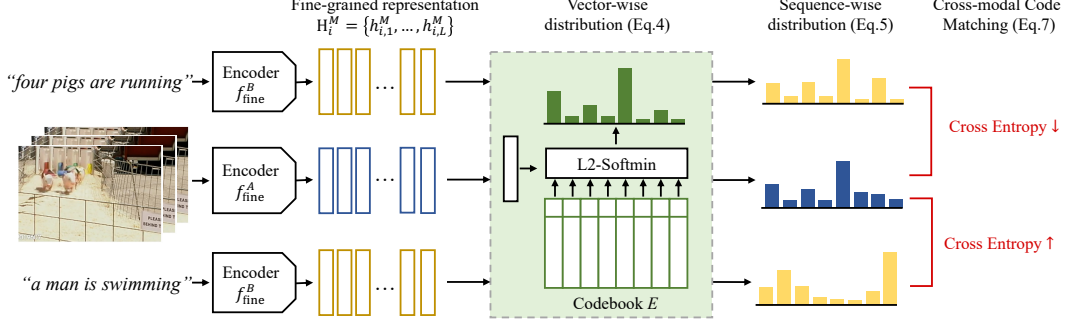 Fine-grained representation
H_i^M = {h_{i,1}^M, ..., h_{i,L}^M}
Vector-wise
distribution (Eq.4)
Sequence-wise
distribution (Eq.5)
Cross-modal Code
Matching (Eq.7)
“four pigs are running”
Encoder
f_fine^B
...
Cross Entropy ↓
L2-Softmin
Encoder
f_fine^A
...
PLEASE
BEHIND T
Cross Entropy ↑
“a man is swimming”
Encoder
f_fine^B
...
Codebook E